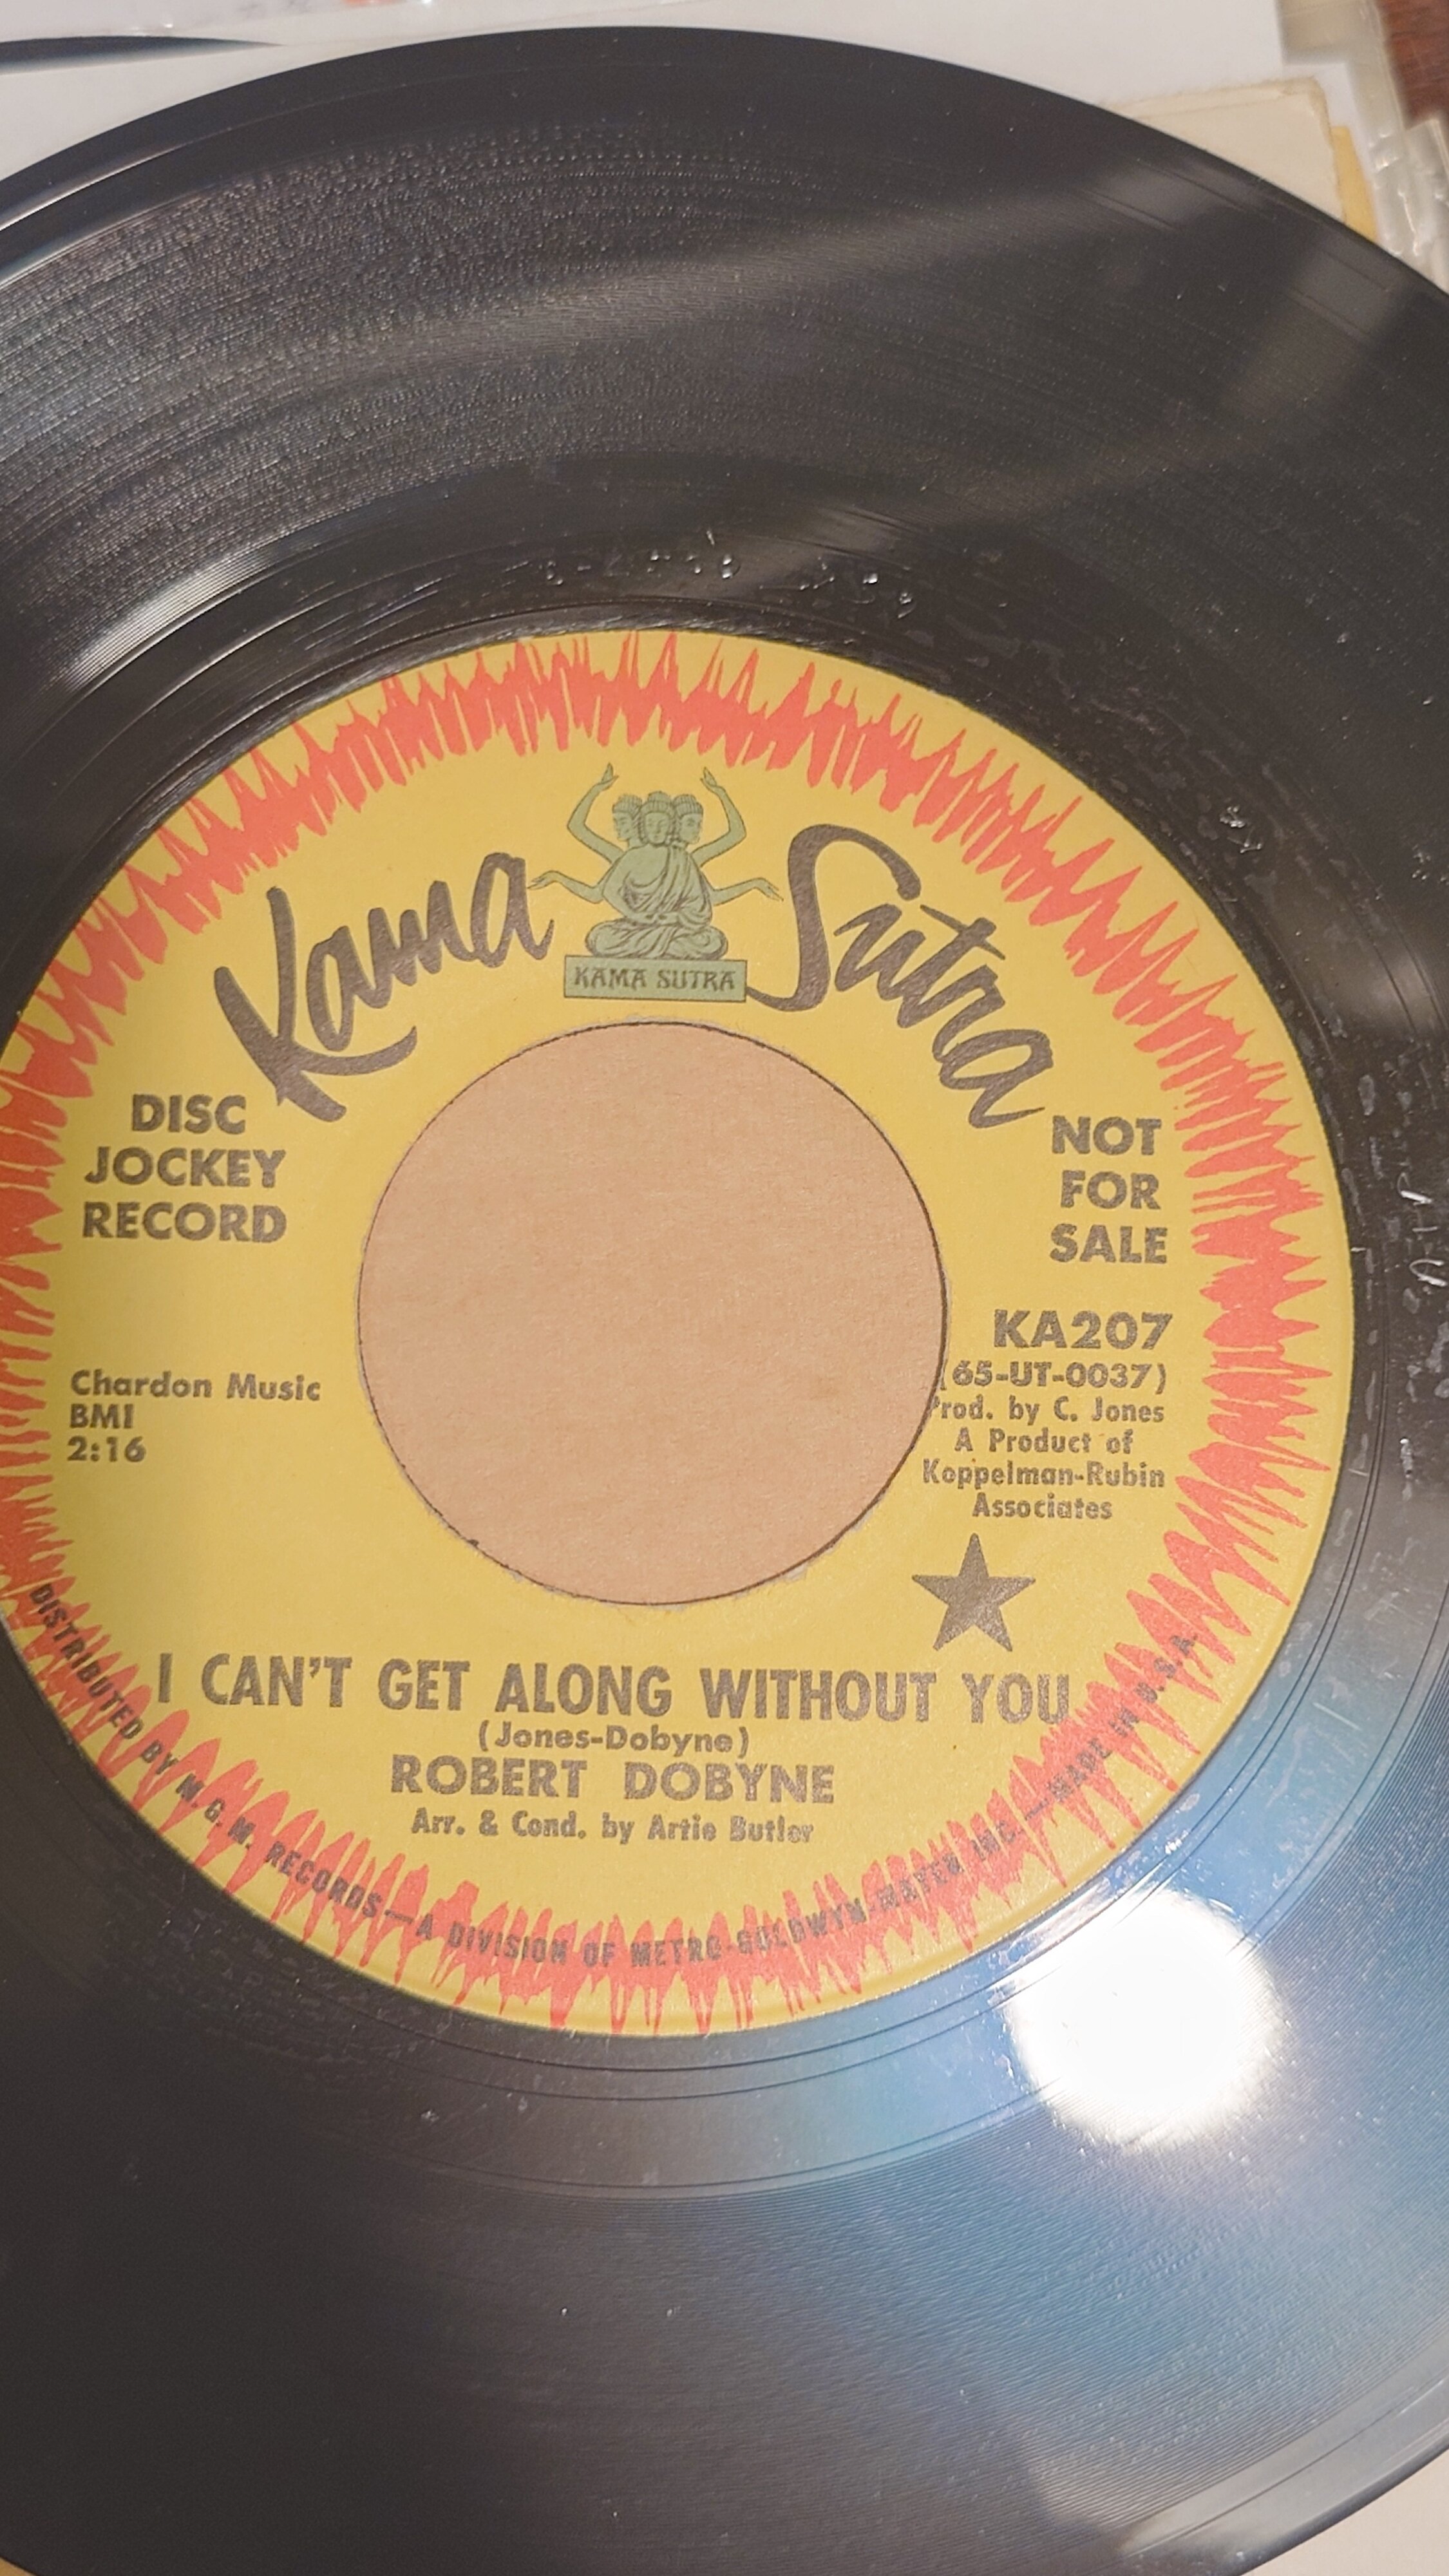 Kama Sutra
KAMA SUTRA
DISC
JOCKEY
RECORD
NOT
FOR
SALE
Chardon Music
BMI
2:16
KA207
(65-UT-0037)
Prod. by C. Jones
A Product of
Koppelman-Rubin
Associates
I CAN'T GET ALONG WITHOUT YOU
(Jones-Dobyne)
ROBERT DOBYNE
Arr. & Cond. by Artie Butler
DISTRIBUTED BY M.G.M. RECORDS—A DIVISION OF METRO-GOLDWYN-MAYER INC.—MADE IN U.S.A.